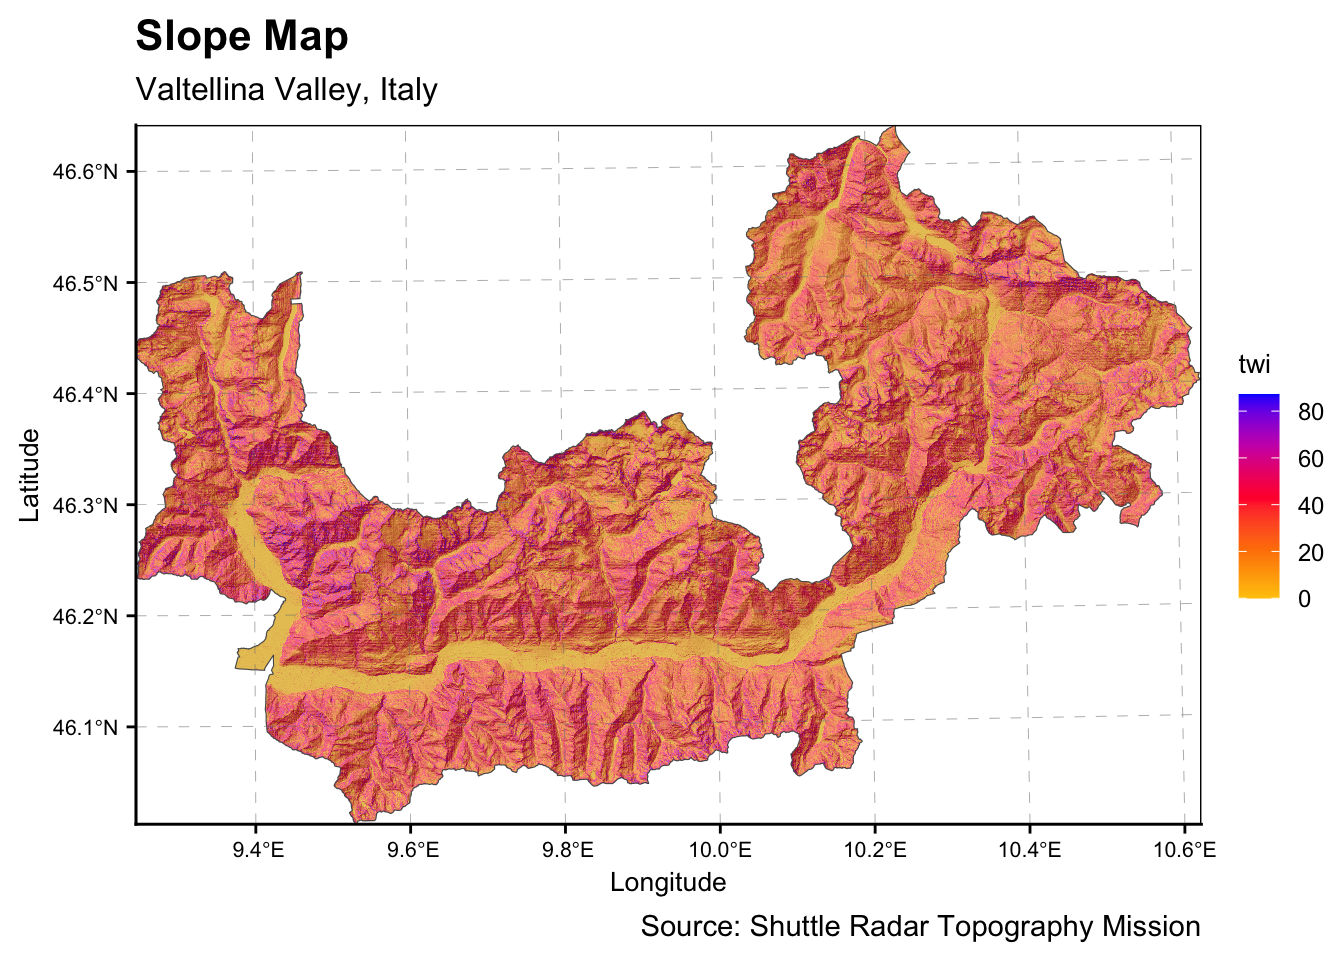 Slope Map
Valtellina Valley, Italy
46.6°N
46.5°N
46.4°N
46.3°N
46.2°N
46.1°N
Latitude
9.4°E
9.6°E
9.8°E
10.0°E
10.2°E
10.4°E
10.6°E
Longitude
twi
80
60
40
20
0
Source: Shuttle Radar Topography Mission